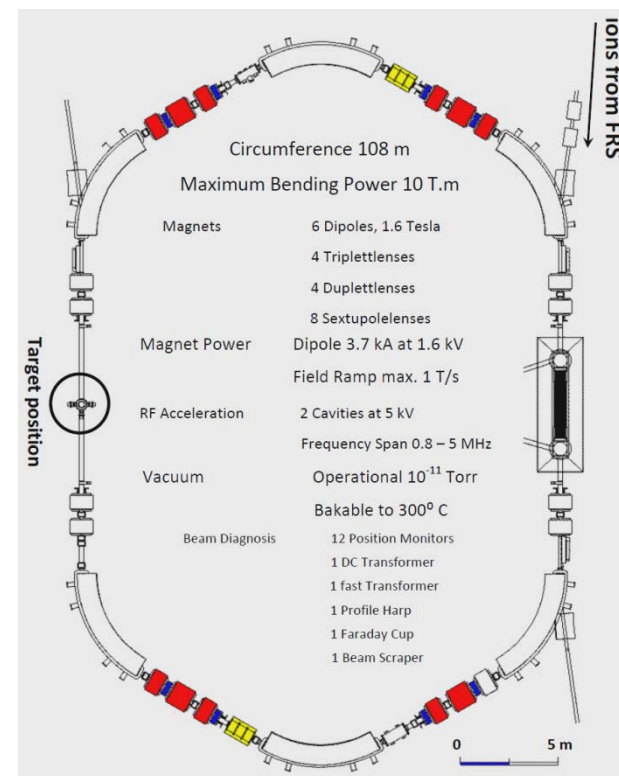 ions from FRS
Circumference 108 m
Maximum Bending Power 10 T.m
Magnets 6 Dipoles, 1.6 Tesla
4 Triplettlenses
4 Duplettlenses
8 Sextupolelenses
Magnet Power Dipole 3.7 kA at 1.6 kV
Field Ramp max. 1 T/s
Target position
RF Acceleration 2 Cavities at 5 kV
Frequency Span 0.8 – 5 MHz
Vacuum Operational 10⁻¹¹ Torr
Bakable to 300⁰ C
Beam Diagnosis 12 Position Monitors
1 DC Transformer
1 fast Transformer
1 Profile Harp
1 Faraday Cup
1 Beam Scraper
0 5 m